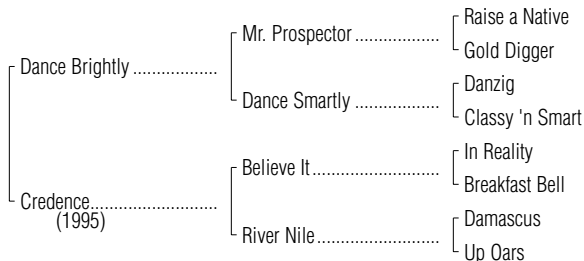 Raise a Native
Mr. Prospector ..................
Gold Digger
Dance Brightly ..................
Danzig
Dance Smartly ..................
Classy 'n Smart
In Reality
Believe It ..................
Breakfast Bell
Credence ..................
(1995)
Damascus
River Nile ..................
Up Oars